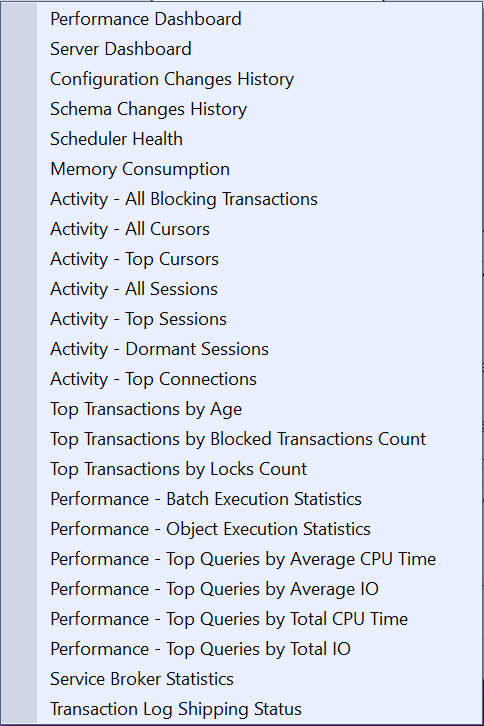 Performance Dashboard
Server Dashboard
Configuration Changes History
Schema Changes History
Scheduler Health
Memory Consumption
Activity - All Blocking Transactions
Activity - All Cursors
Activity - Top Cursors
Activity - All Sessions
Activity - Top Sessions
Activity - Dormant Sessions
Activity - Top Connections
Top Transactions by Age
Top Transactions by Blocked Transactions Count
Top Transactions by Locks Count
Performance - Batch Execution Statistics
Performance - Object Execution Statistics
Performance - Top Queries by Average CPU Time
Performance - Top Queries by Average IO
Performance - Top Queries by Total CPU Time
Performance - Top Queries by Total IO
Service Broker Statistics
Transaction Log Shipping Status